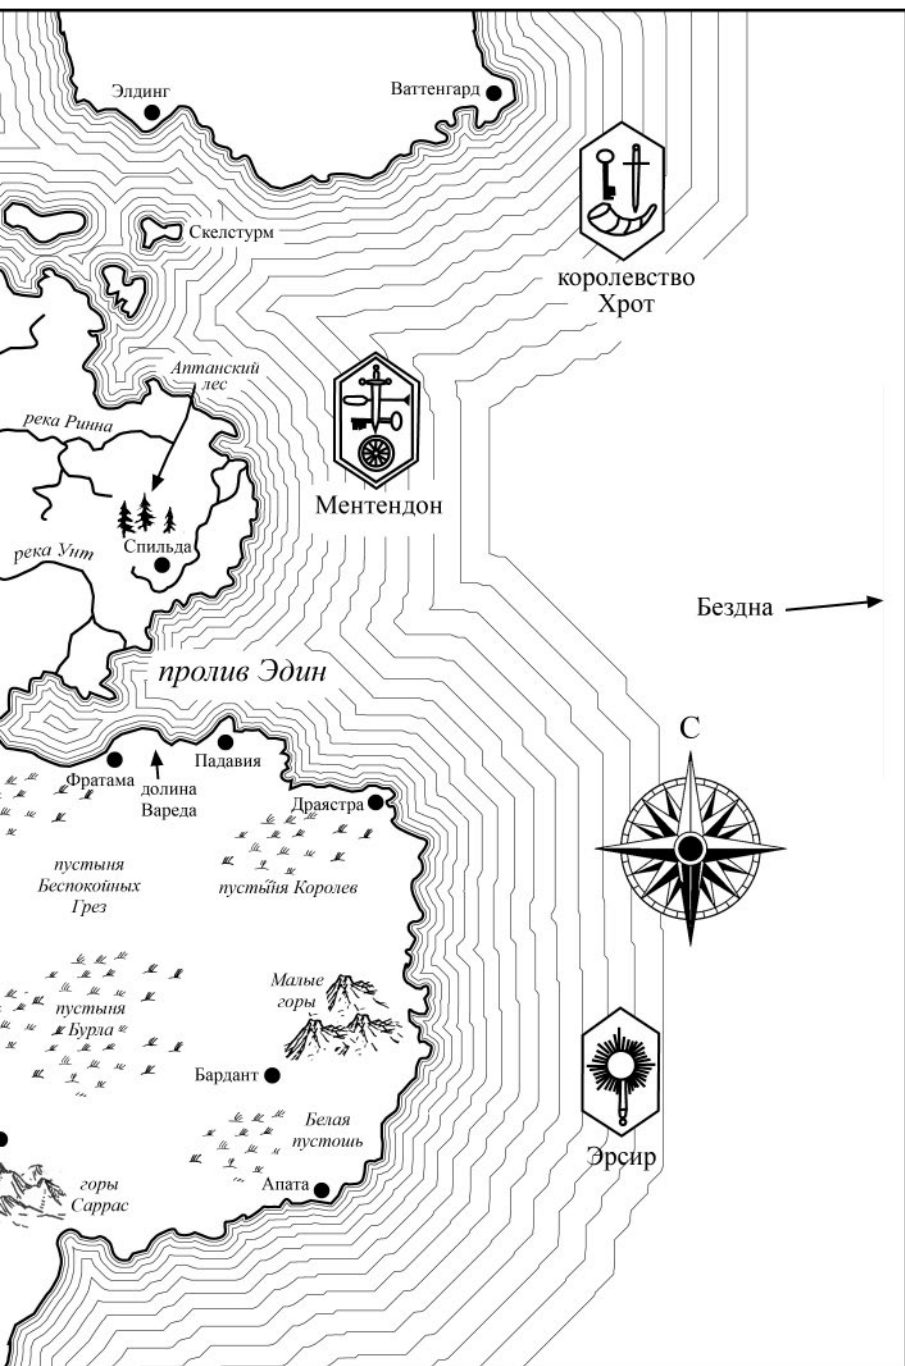 Элдинг
Ваттенгард
Скелстурм
королевство
Хрот
Аптанский
лес
река Ринна
Ментендон
Спильда
река Унт
Бездна
пролив Эдин
С
Фратама
долина
Вареда
Падавия
Драястра
пустыня
Беспокойных
Грез
пустыня Королев
Малые
горы
пустыня
Бурла
Бардант
Белая
пустошь
Эрсир
Апата
горы
Саррас